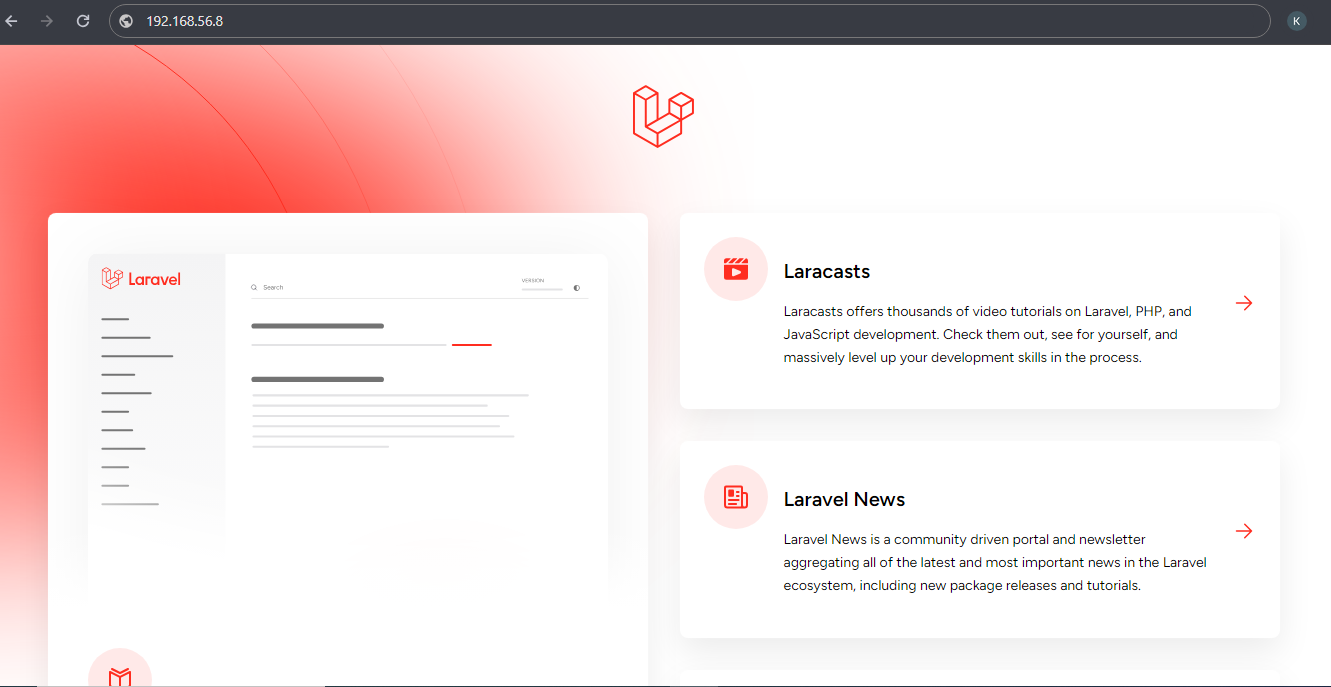 192.168.56.8
K
Laravel
Search
VERSION
Laracasts
Laracasts offers thousands of video tutorials on Laravel, PHP, and
JavaScript development. Check them out, see for yourself, and
massively level up your development skills in the process.
Laravel News
Laravel News is a community driven portal and newsletter
aggregating all of the latest and most important news in the Laravel
ecosystem, including new package releases and tutorials.